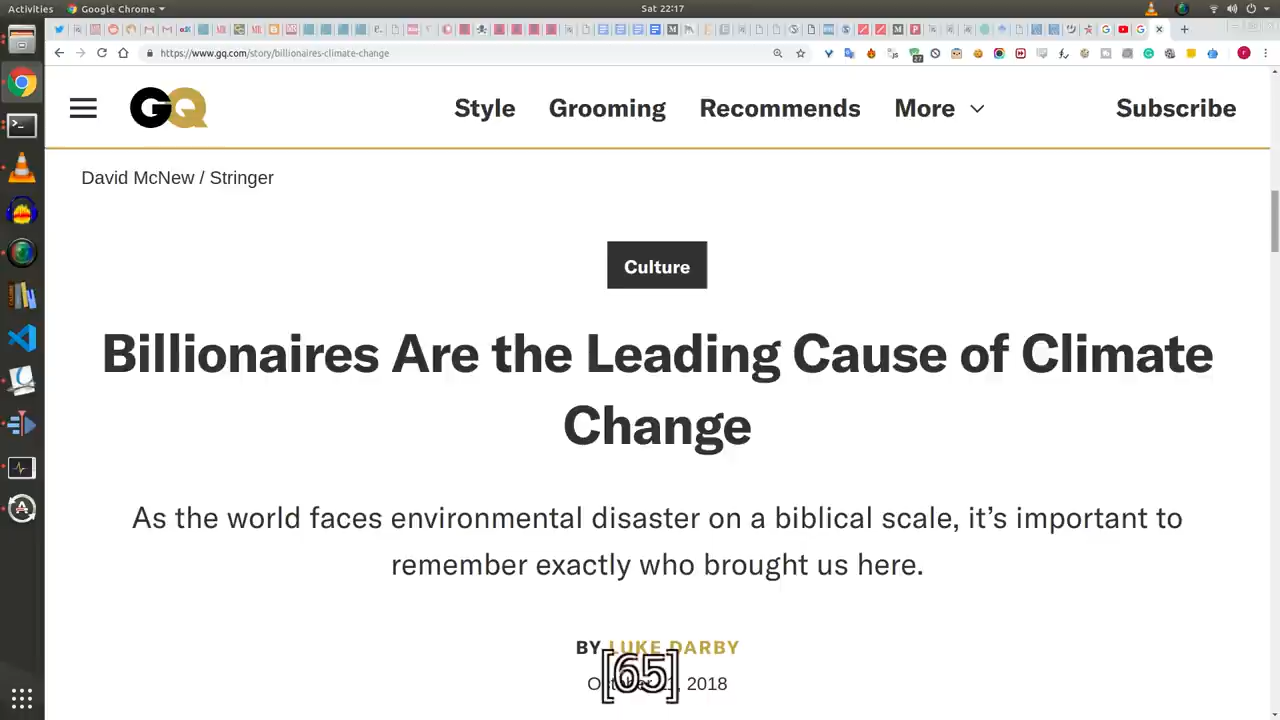 Activities
Google Chrome
Sat 22:17
https://www.gq.com/story/billionaires-climate-change
27
GQ
Style
Grooming
Recommends
More
Subscribe
David McNew / Stringer
Culture
Billionaires Are the Leading Cause of Climate
Change
As the world faces environmental disaster on a biblical scale, it’s important to
remember exactly who brought us here.
BY LUKE DARBY
[65]
2018